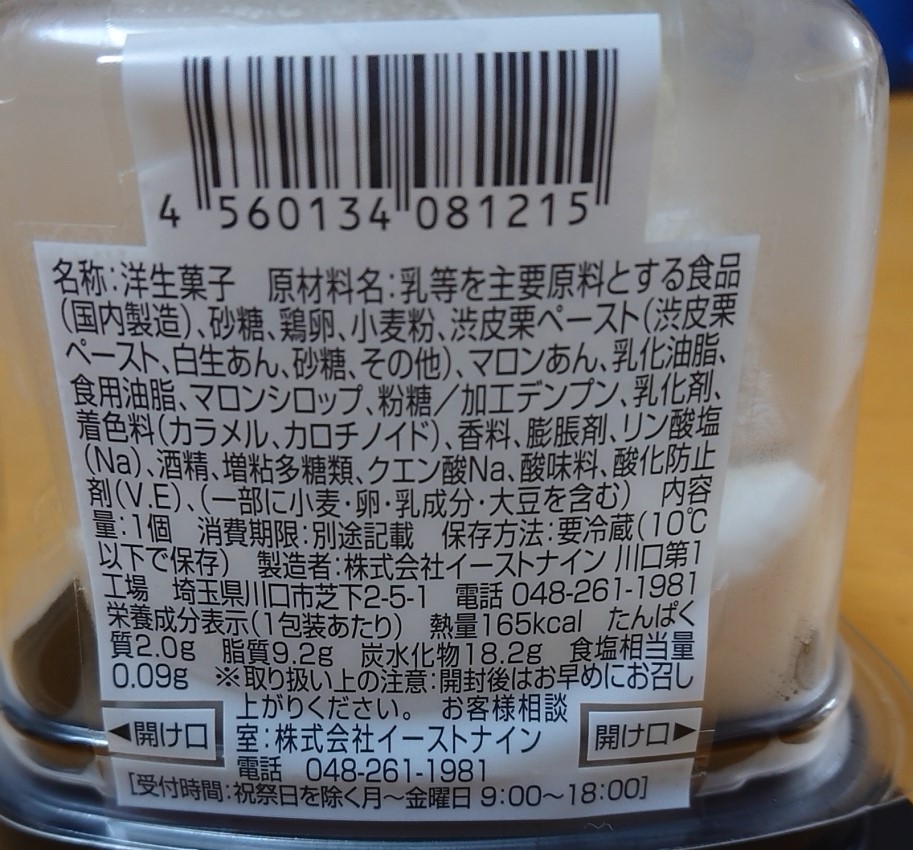 4 560134 081215
名称:洋生菓子 原材料名:乳等を主要原料とする食品
(国内製造)、砂糖、鶏卵、小麦粉、渋皮栗ペースト(渋皮栗
ペースト、白生あん、砂糖、その他)、マロンあん、乳化油脂、
食用油脂、マロンシロップ、粉糖/加工デンプン、乳化剤、
着色料(カラメル、カロチノイド)、香料、膨脹剤、リン酸塩
(Na)、酒精、増粘多糖類、クエン酸Na、酸味料、酸化防止
剤(V.E)、(一部に小麦・卵・乳成分・大豆を含む) 内容
量:1個 消費期限:別途記載 保存方法:要冷蔵(10℃
以下で保存) 製造者:株式会社イーストナイン 川口第1
工場 埼玉県川口市芝下2-5-1 電話 048-261-1981
栄養成分表示(1包装あたり) 熱量165kcal たんぱく
質2.0g 脂質9.2g 炭水化物18.2g 食塩相当量
0.09g ※取り扱い上の注意:開封後はお早めにお召し
上がりください。 お客様相談
◀開け口 室:株式会社イーストナイン 開け口▶
電話 048-261-1981
[受付時間:祝祭日を除く月～金曜日 9:00～18:00]